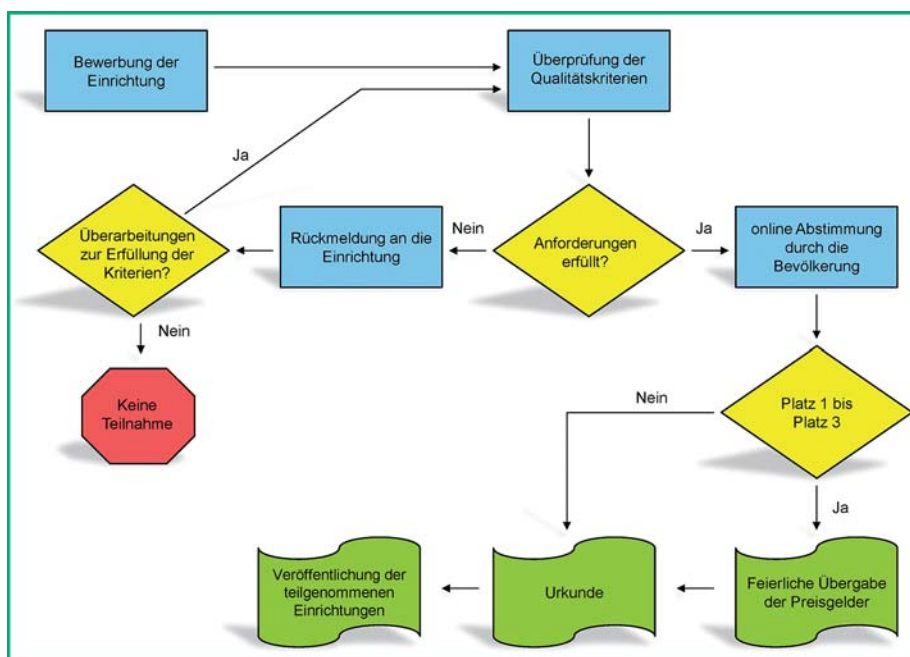 Bewerbung der
Einrichtung
Überprüfung der
Qualitätskriterien
Ja
Überarbeitungen
zur Erfüllung der
Kriterien?
Rückmeldung an die
Einrichtung
Nein
Anforderungen
erfüllt?
Ja
online Abstimmung
durch die
Bevölkerung
Nein
Keine
Teilnahme
Nein
Platz 1 bis
Platz 3
Ja
Veröffentlichung der
teilgenommenen
Einrichtungen
Urkunde
Feierliche Übergabe
der Preisgelder